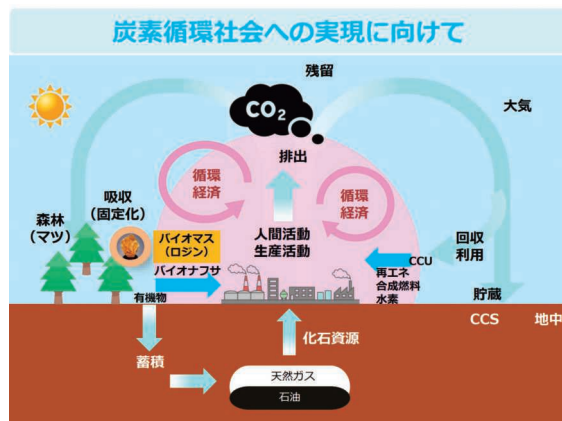 炭素循環社会への実現に向けて
残留
大気
CO₂
排出
循環
経済
循環
経済
吸収
（固定化）
森林
（マツ）
バイオマス
（ロジン）
バイオナフサ
人間活動
生産活動
CCU
再エネ
合成燃料
水素
回収
利用
有機物
貯蔵
CCS
地中
化石資源
蓄積
天然ガス
石油